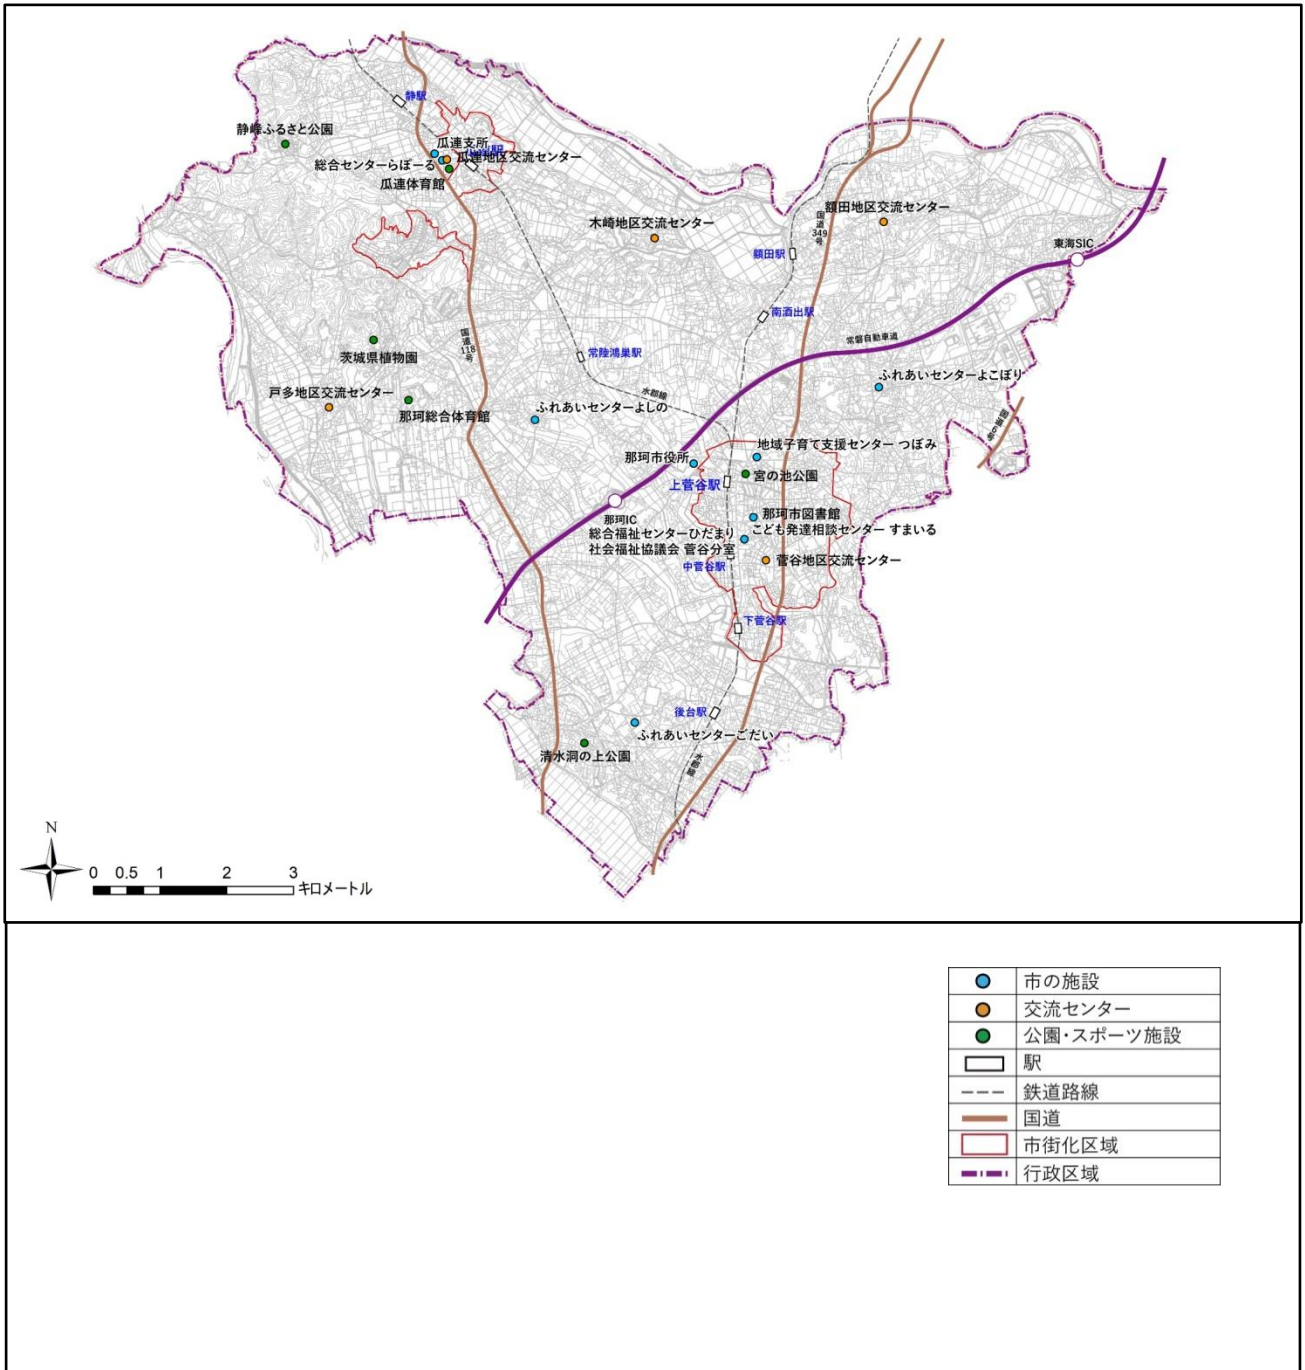 静駅
静峰ふるさと公園
瓜連支所
総合センターらぽーる
瓜連地区交流センター
瓜連体育館
木崎地区交流センター
額田地区交流センター
国道349号
東海SIC
額田駅
南酒出駅
常磐自動車道
国道118号
茨城県植物園
常陸鴻巣駅
水郡線
ふれあいセンターよこぼり
戸多地区交流センター
那珂総合体育館
ふれあいセンターよしの
国道6号
地域子育て支援センター つぼみ
那珂市役所
宮の池公園
上菅谷駅
那珂市図書館
那珂IC
総合福祉センターひだまり
こども発達相談センター すまいる
社会福祉協議会 菅谷分室
菅谷地区交流センター
中菅谷駅
下菅谷駅
後台駅
ふれあいセンターごだい
清水洞の上公園
水郡線
N
0 0.5 1 2 3
キロメートル
市の施設
交流センター
公園・スポーツ施設
駅
鉄道路線
国道
市街化区域
行政区域